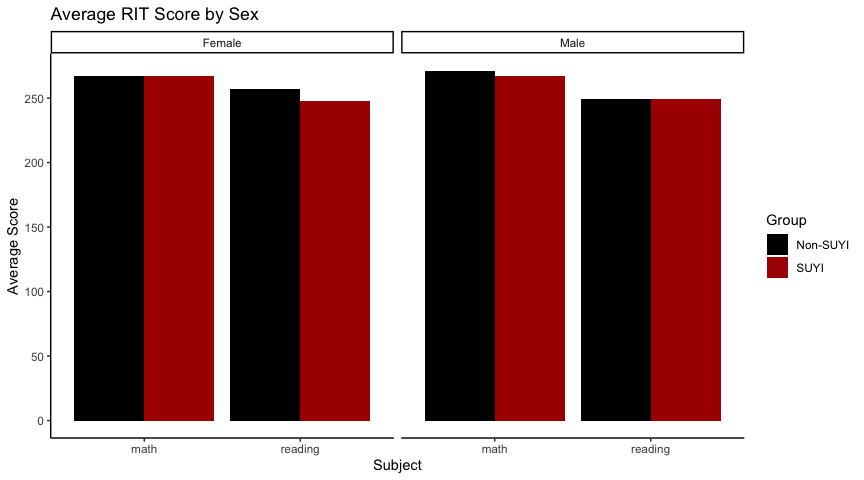 Average RIT Score by Sex
Female
Male
Average Score
250
200
150
100
50
0
math
reading
math
reading
Subject
Group
Non-SUYI
SUYI